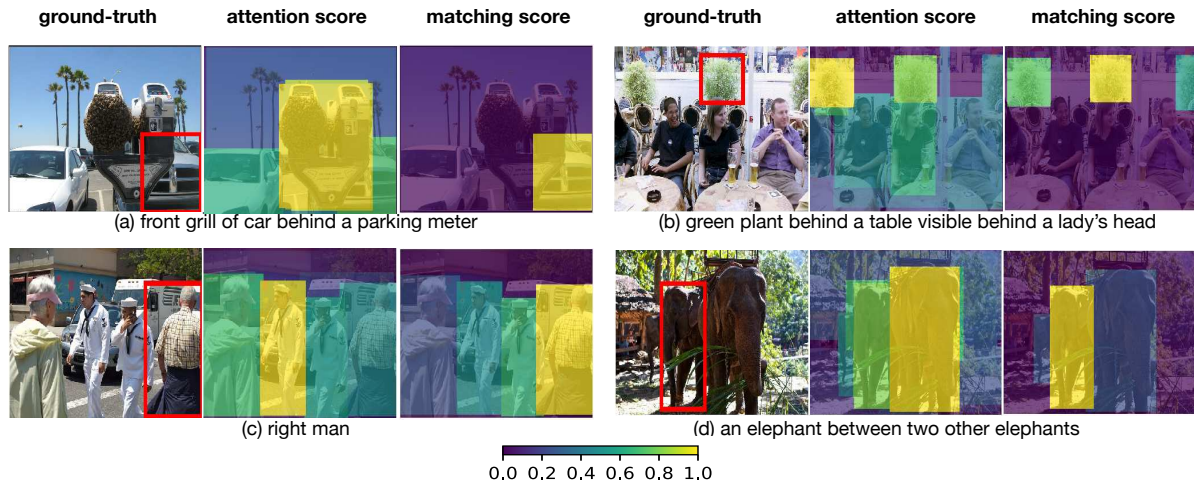 ground-truth attention score matching score ground-truth attention score matching score
(a) front grill of car behind a parking meter
(b) green plant behind a table visible behind a lady's head
(c) right man
(d) an elephant between two other elephants
0.0 0.2 0.4 0.6 0.8 1.0